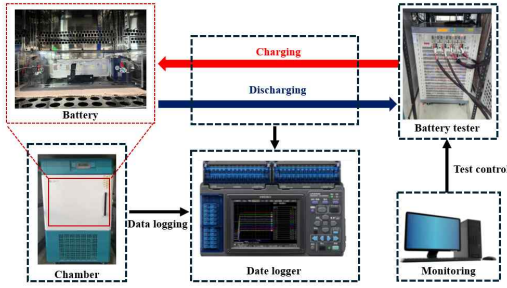 Charging
Discharging
Battery
Battery tester
Test control
Data logging
Chamber
Date logger
Monitoring